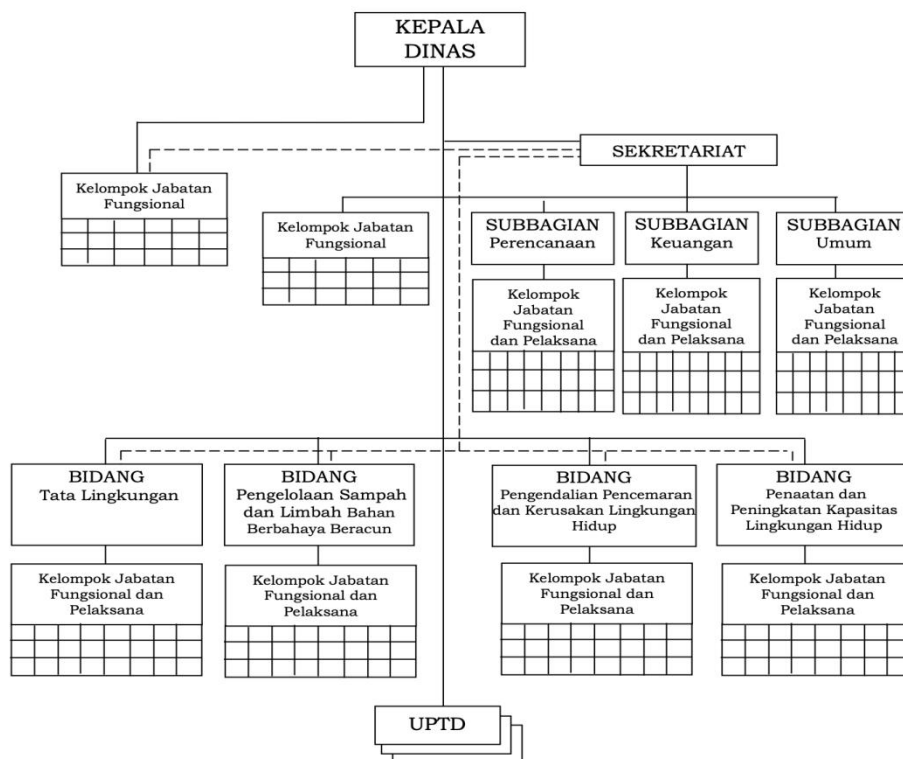 KEPALA
DINAS
SEKRETARIAT
Kelompok Jabatan
Fungsional
Kelompok Jabatan
Fungsional
SUBBAGIAN
Perencanaan
SUBBAGIAN
Keuangan
SUBBAGIAN
Umum
Kelompok
Jabatan
Fungsional
dan Pelaksana
Kelompok
Jabatan
Fungsional
dan Pelaksana
Kelompok
Jabatan
Fungsional
dan Pelaksana
BIDANG
Tata Lingkungan
BIDANG
Pengelolaan Sampah
dan Limbah Bahan
Berbahaya Beracun
BIDANG
Pengendalian Pencemaran
dan Kerusakan Lingkungan
Hidup
BIDANG
Penaatan dan
Peningkatan Kapasitas
Lingkungan Hidup
Kelompok Jabatan
Fungsional dan
Pelaksana
Kelompok Jabatan
Fungsional dan
Pelaksana
Kelompok Jabatan
Fungsional dan
Pelaksana
Kelompok Jabatan
Fungsional dan
Pelaksana
UPTD